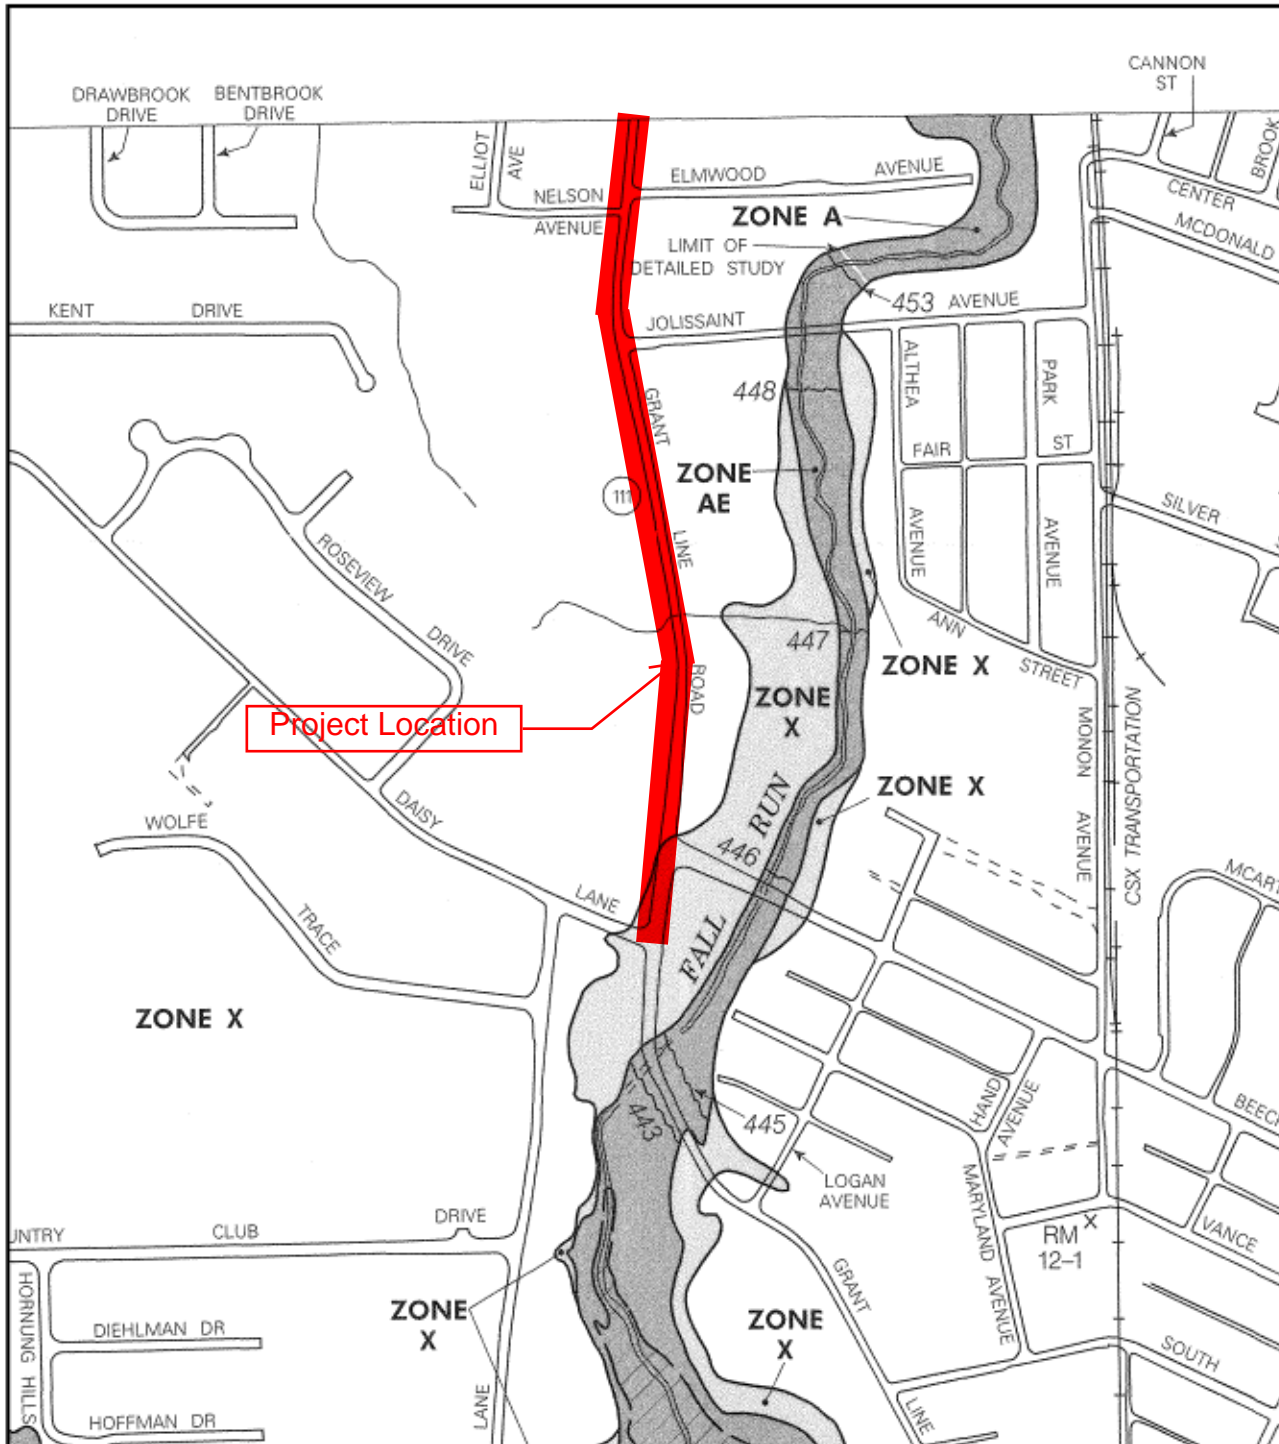 CANNON
ST
DRAWBROOK
DRIVE
BENTBROOK
DRIVE
ELLIOT
AVE
BROOK
ELMWOOD
AVENUE
NELSON
AVENUE
CENTER
ZONE A
MCDONALD
LIMIT OF
DETAILED STUDY
453
AVENUE
KENT
DRIVE
JOLISSAINT
ALTHEA
PARK
448
GRANT
FAIR
ST
ZONE
AE
111
SILVER
LINE
AVENUE
AVENUE
ROSEVIEW
DRIVE
ANN
STREET
447
ZONE X
ROAD
ZONE
X
Project Location
MONON
AVENUE
CSX TRANSPORTATION
ZONE X
RUN
DAISY
WOLFE
446
MCART
LANE
TRACE
FALL
ZONE X
HAND
AVENUE
443
445
BEECH
LOGAN
AVENUE
MARYLAND
AVENUE
DRIVE
UNTRY
CLUB
RM
12-1
X
VANCE
GRANT
HORNUNG
HILLS
ZONE
X
ZONE
X
DIEHLMAN DR
SOUTH
LANE
LINE
HOFFMAN DR